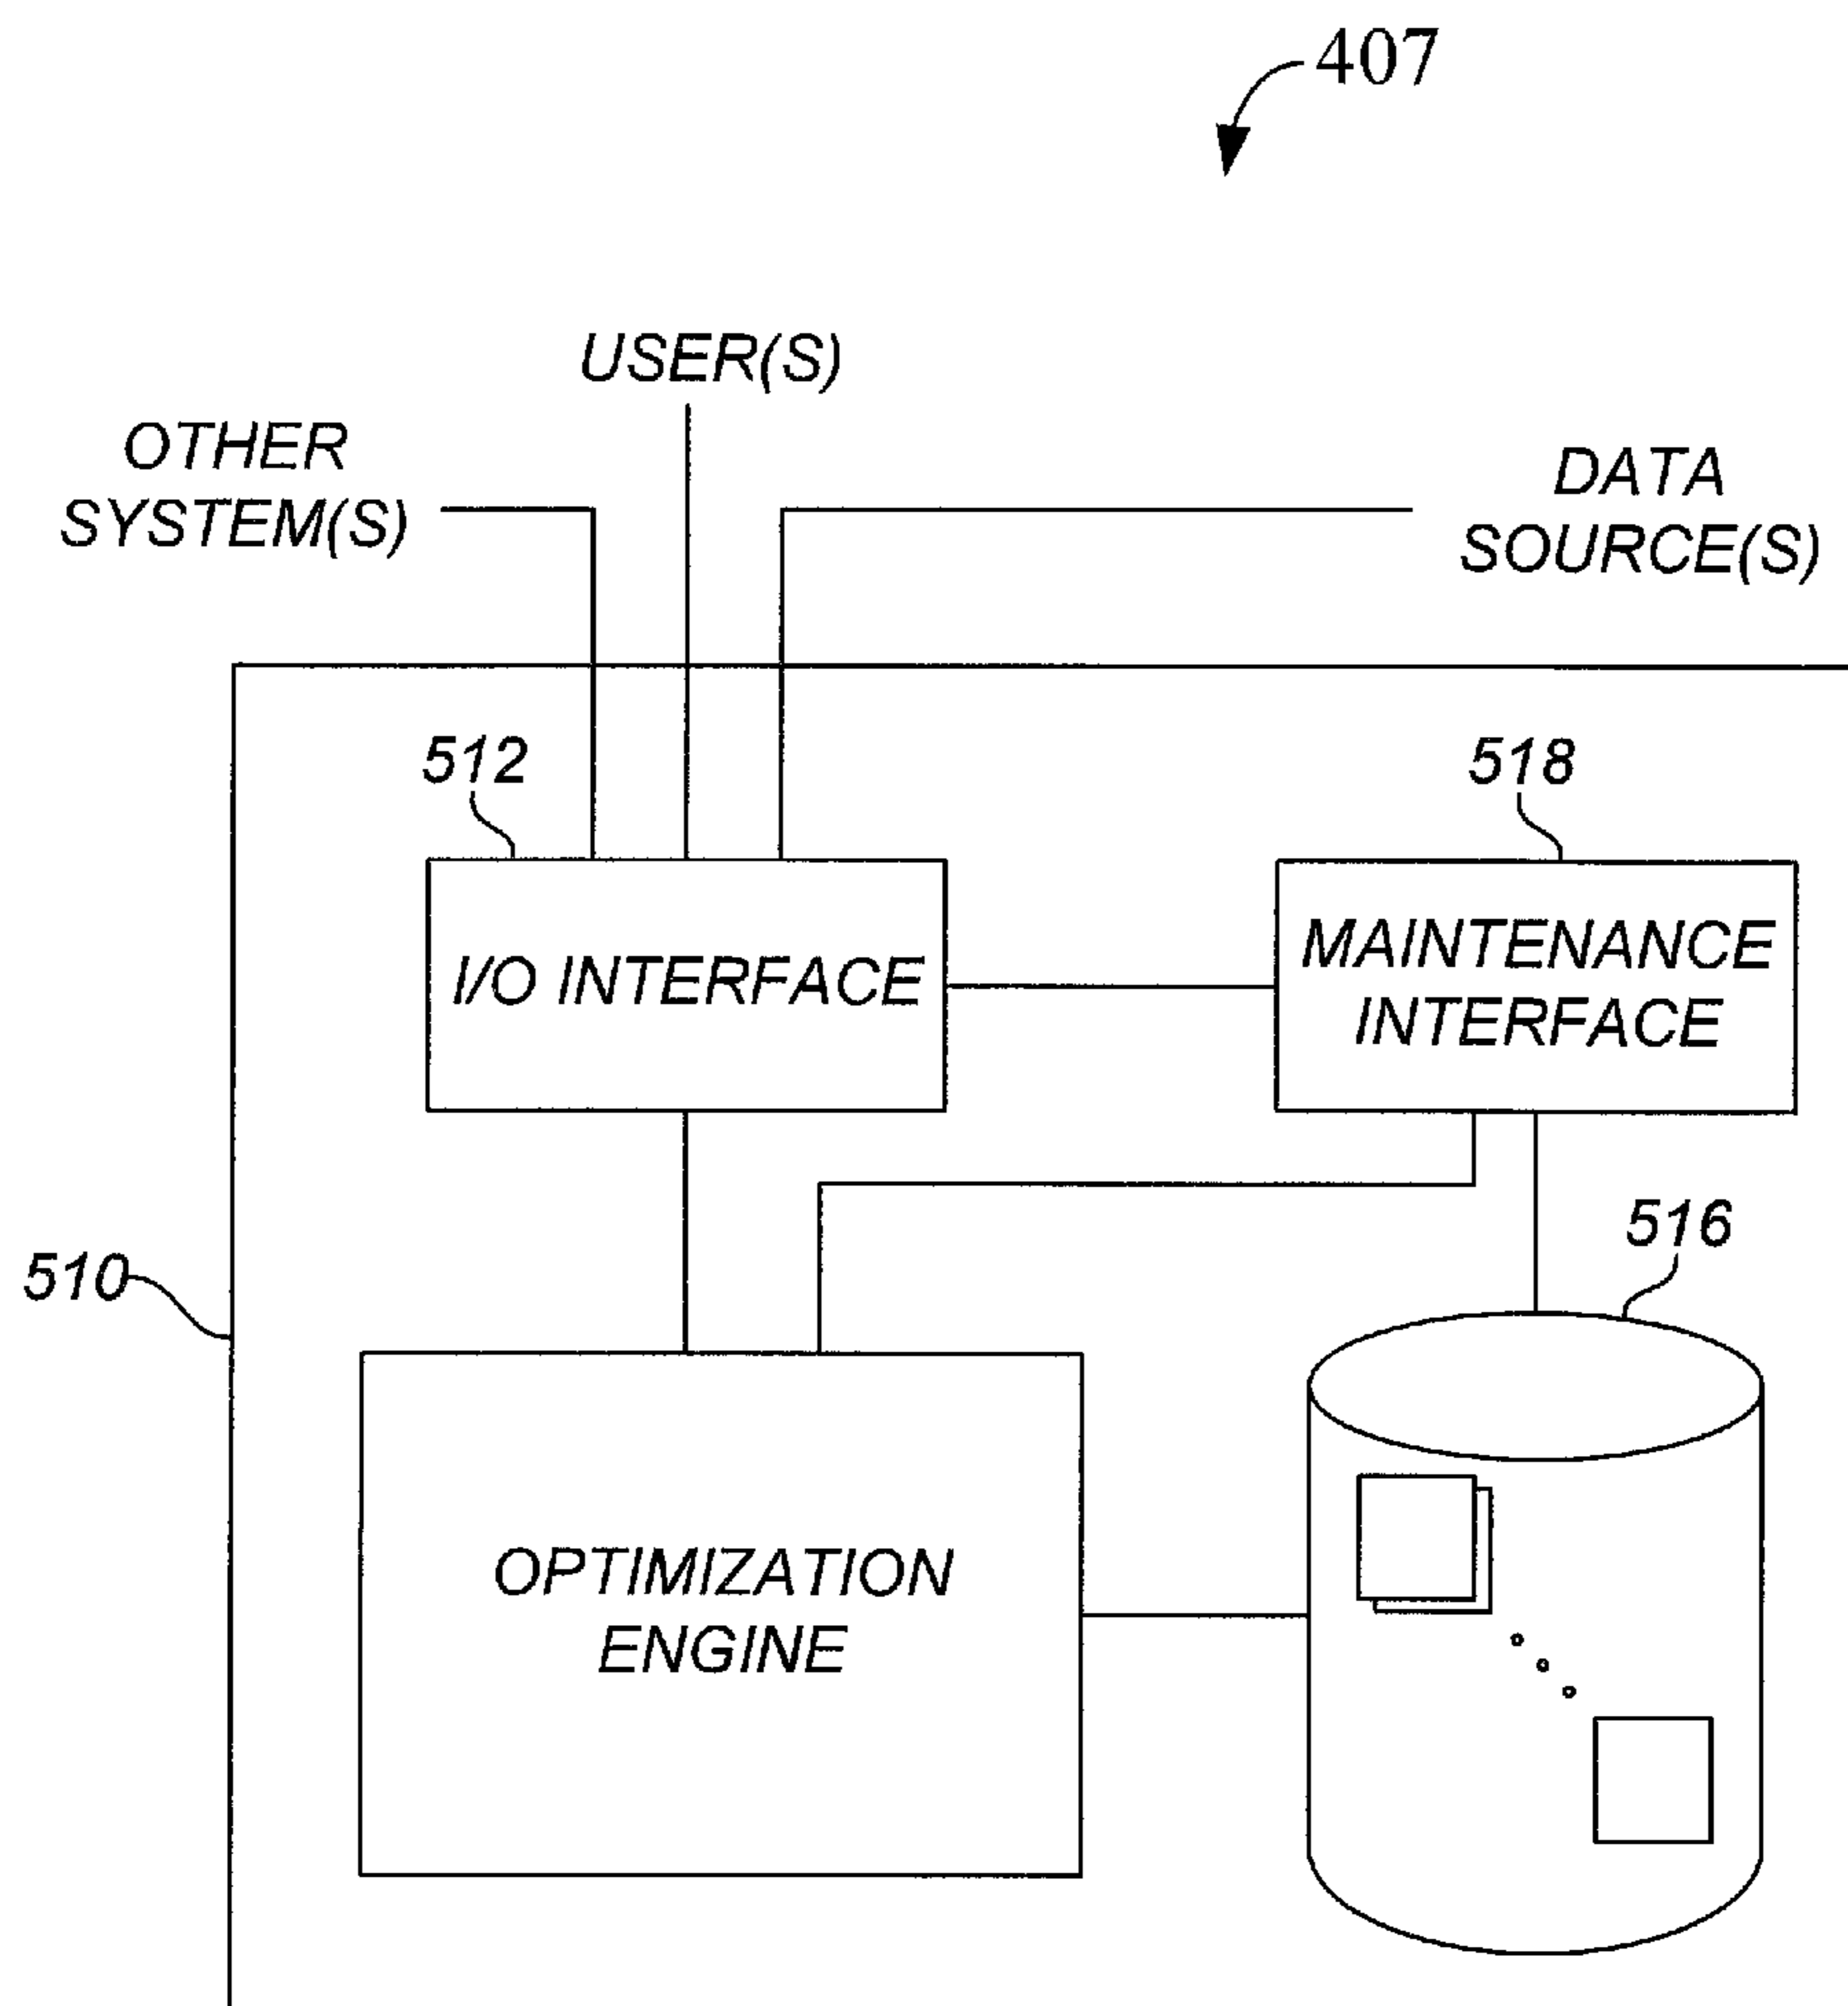 407
USER(S)
OTHER
SYSTEM(S)
DATA
SOURCE(S)
512
518
I/O INTERFACE
MAINTENANCE
INTERFACE
516
510
OPTIMIZATION
ENGINE